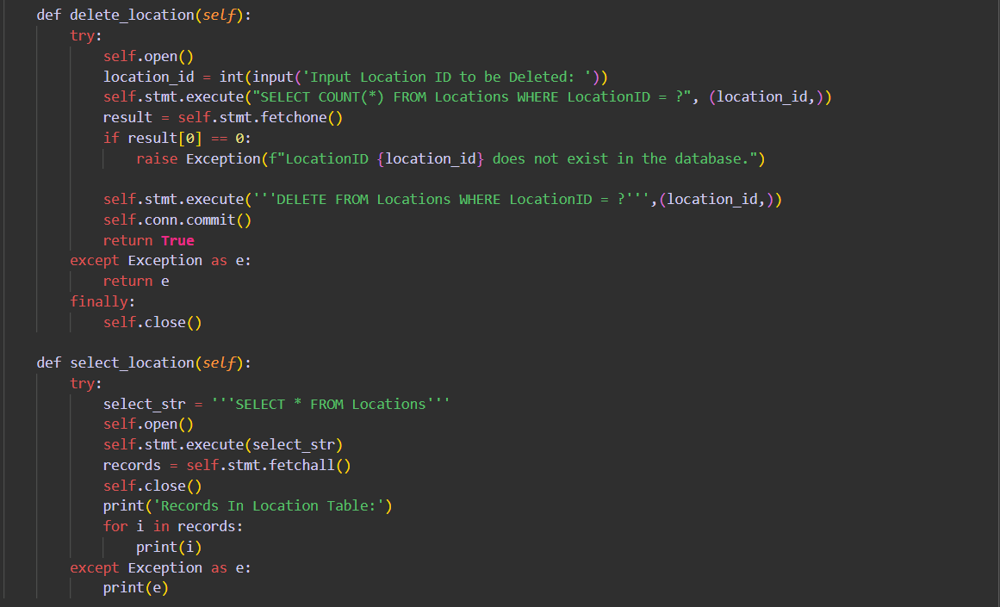 def delete_location(self):
    try:
        self.open()
        location_id = int(input('Input Location ID to be Deleted: '))
        self.stmt.execute("SELECT COUNT(*) FROM Locations WHERE LocationID = ?", (location_id,))
        result = self.stmt.fetchone()
        if result[0] == 0:
            raise Exception(f"LocationID {location_id} does not exist in the database.")

        self.stmt.execute('''DELETE FROM Locations WHERE LocationID = ?''',(location_id,))
        self.conn.commit()
        return True
    except Exception as e:
        return e
    finally:
        self.close()

def select_location(self):
    try:
        select_str = '''SELECT * FROM Locations'''
        self.open()
        self.stmt.execute(select_str)
        records = self.stmt.fetchall()
        self.close()
        print('Records In Location Table:')
        for i in records:
            print(i)
    except Exception as e:
        print(e)